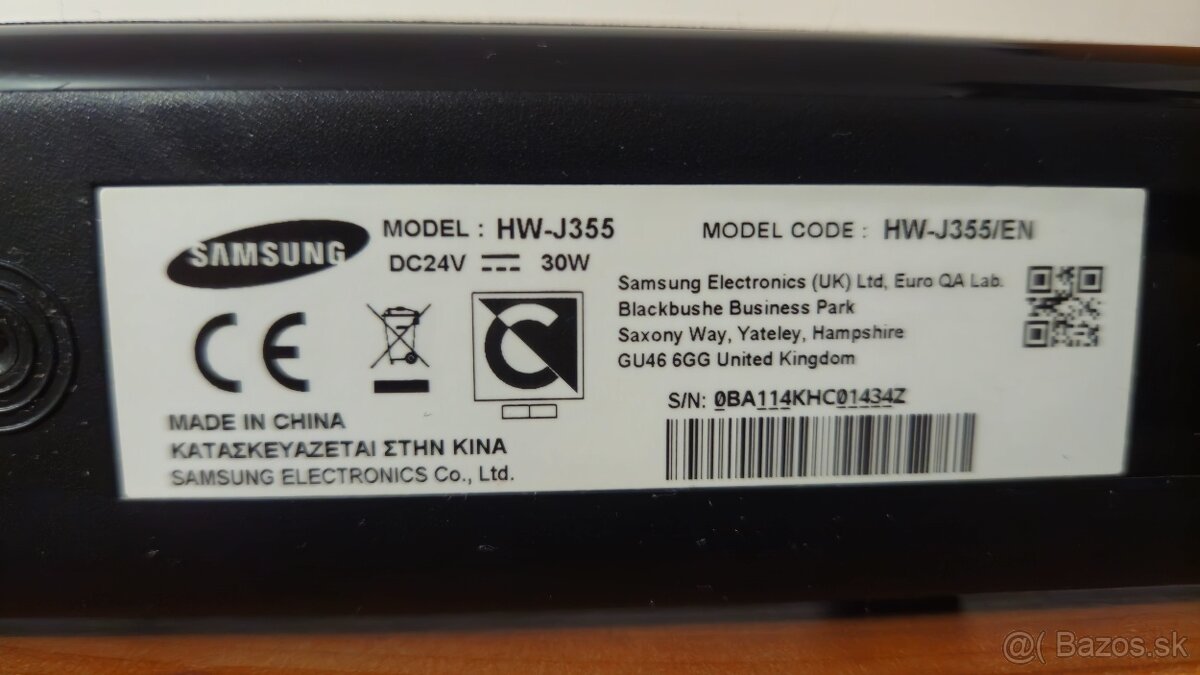 SAMSUNG
MODEL : HW-J355
MODEL CODE : HW-J355/EN
DC24V 30W
Samsung Electronics (UK) Ltd, Euro QA Lab.
Blackbushe Business Park
Saxony Way, Yateley, Hampshire
GU46 6GG United Kingdom
CE
C
S/N: 0BA114KHC01434Z
MADE IN CHINA
ΚΑΤΑΣΚΕΥΑΖΕΤΑΙ ΣΤΗΝ ΚΙΝΑ
SAMSUNG ELECTRONICS Co., Ltd.
@( Bazos.sk